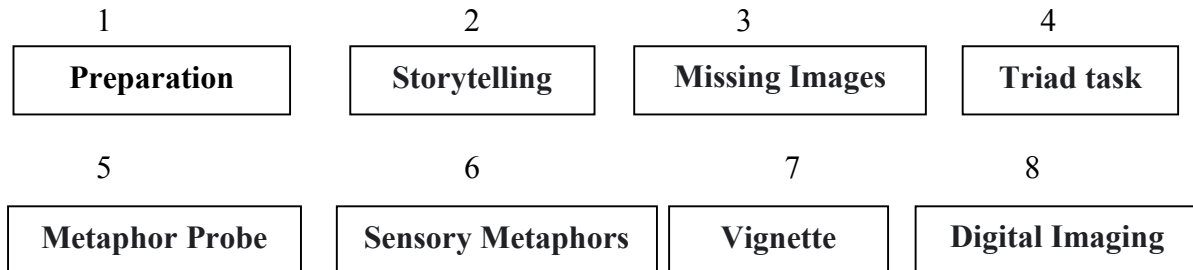 1 2 3 4
Preparation Storytelling Missing Images Triad task
5 6 7 8
Metaphor Probe Sensory Metaphors Vignette Digital Imaging